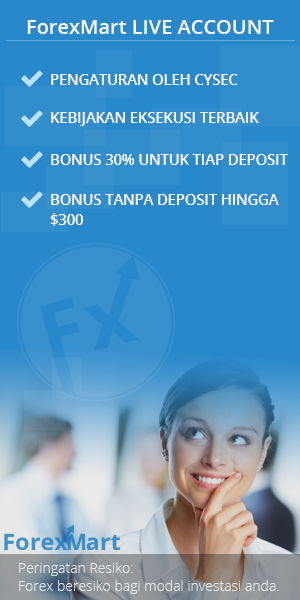 ForexMart LIVE ACCOUNT
PENGATURAN OLEH CYSEC
KEBIJAKAN EKSEKUSI TERBAIK
BONUS 30% UNTUK TIAP DEPOSIT
BONUS TANPA DEPOSIT HINGGA
$300
Fx
ForexMart
Peringatan Resiko:
Forex beresiko bagi modal investasi anda.